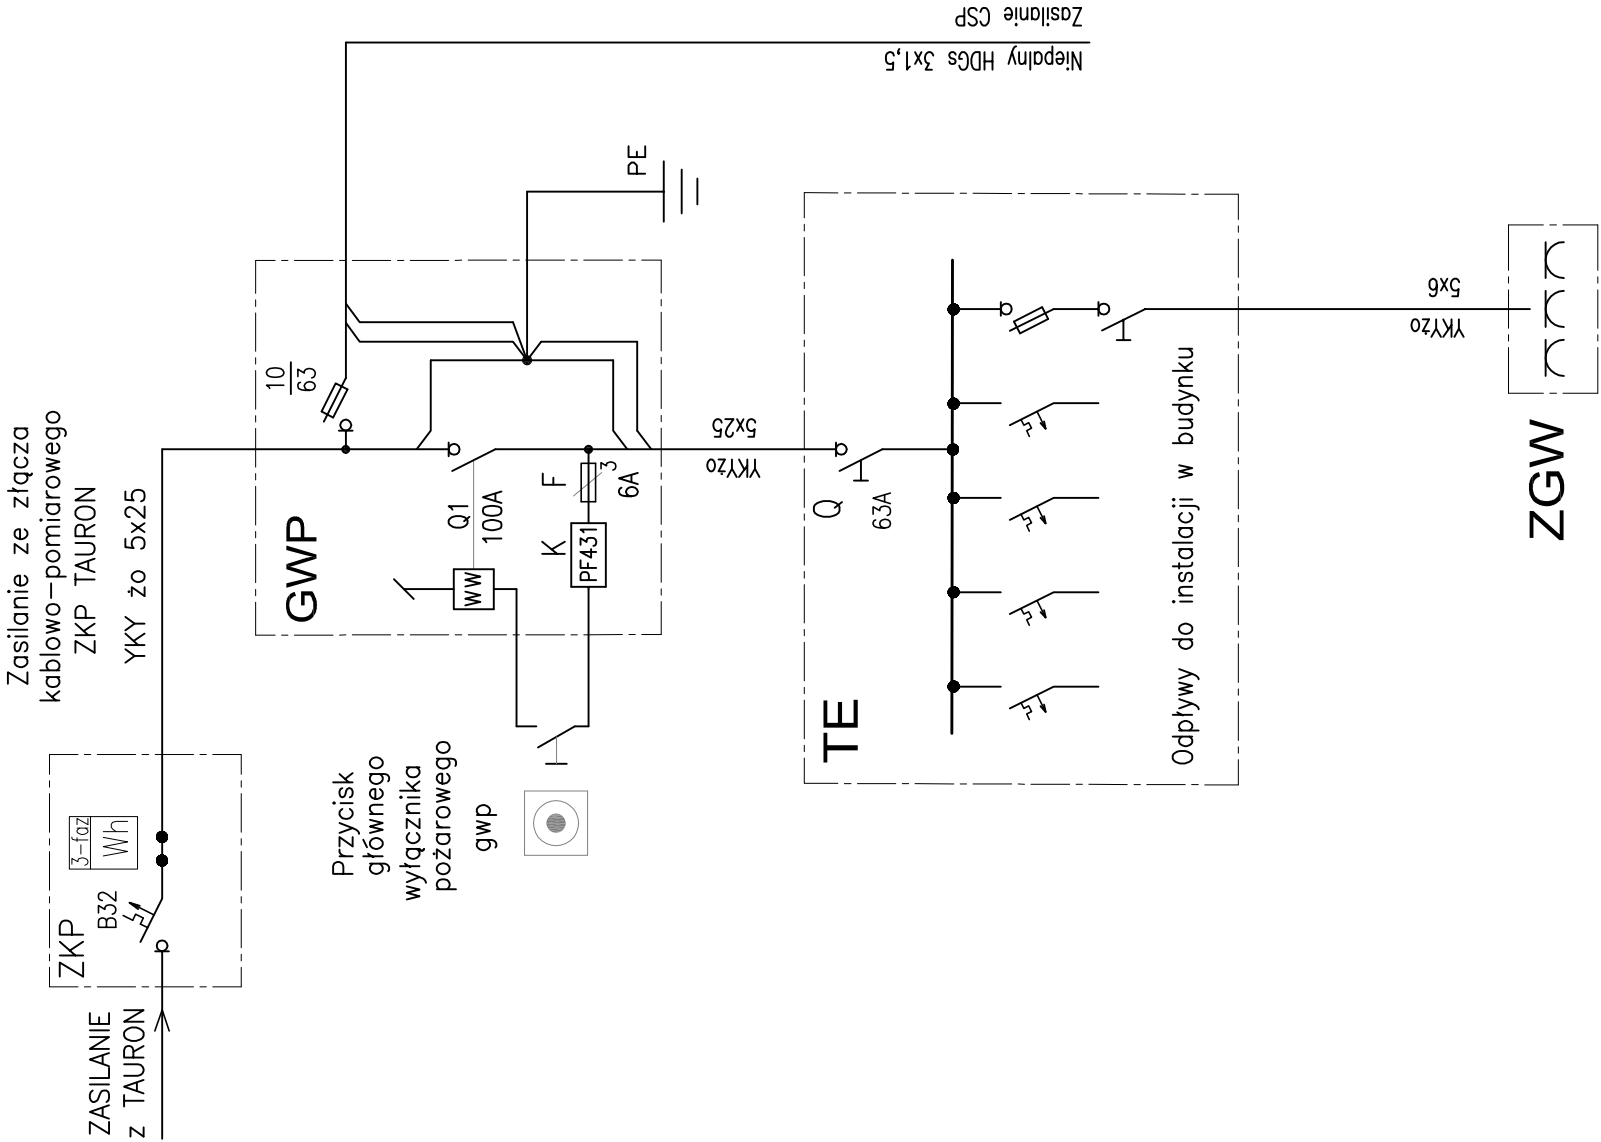 Zasilanie ze złącza
kablowo-pomiarowego
ZKP TAURON
YKY żo 5x25
ZASILANIE
z TAURON
ZKP
B32
3-faz
Wh
GWP
10
63
Q1
100A
WW
F
3
6A
K
PF431
PE
Zasilanie CSP
Niepalny HDGs 3x1,5
Przycisk
głównego
wyłącznika
pożarowego
gwp
5x25
YKYżo
TE
Q
63A
Odpływy do instalacji w budynku
5x6
YKYżo
ZGW